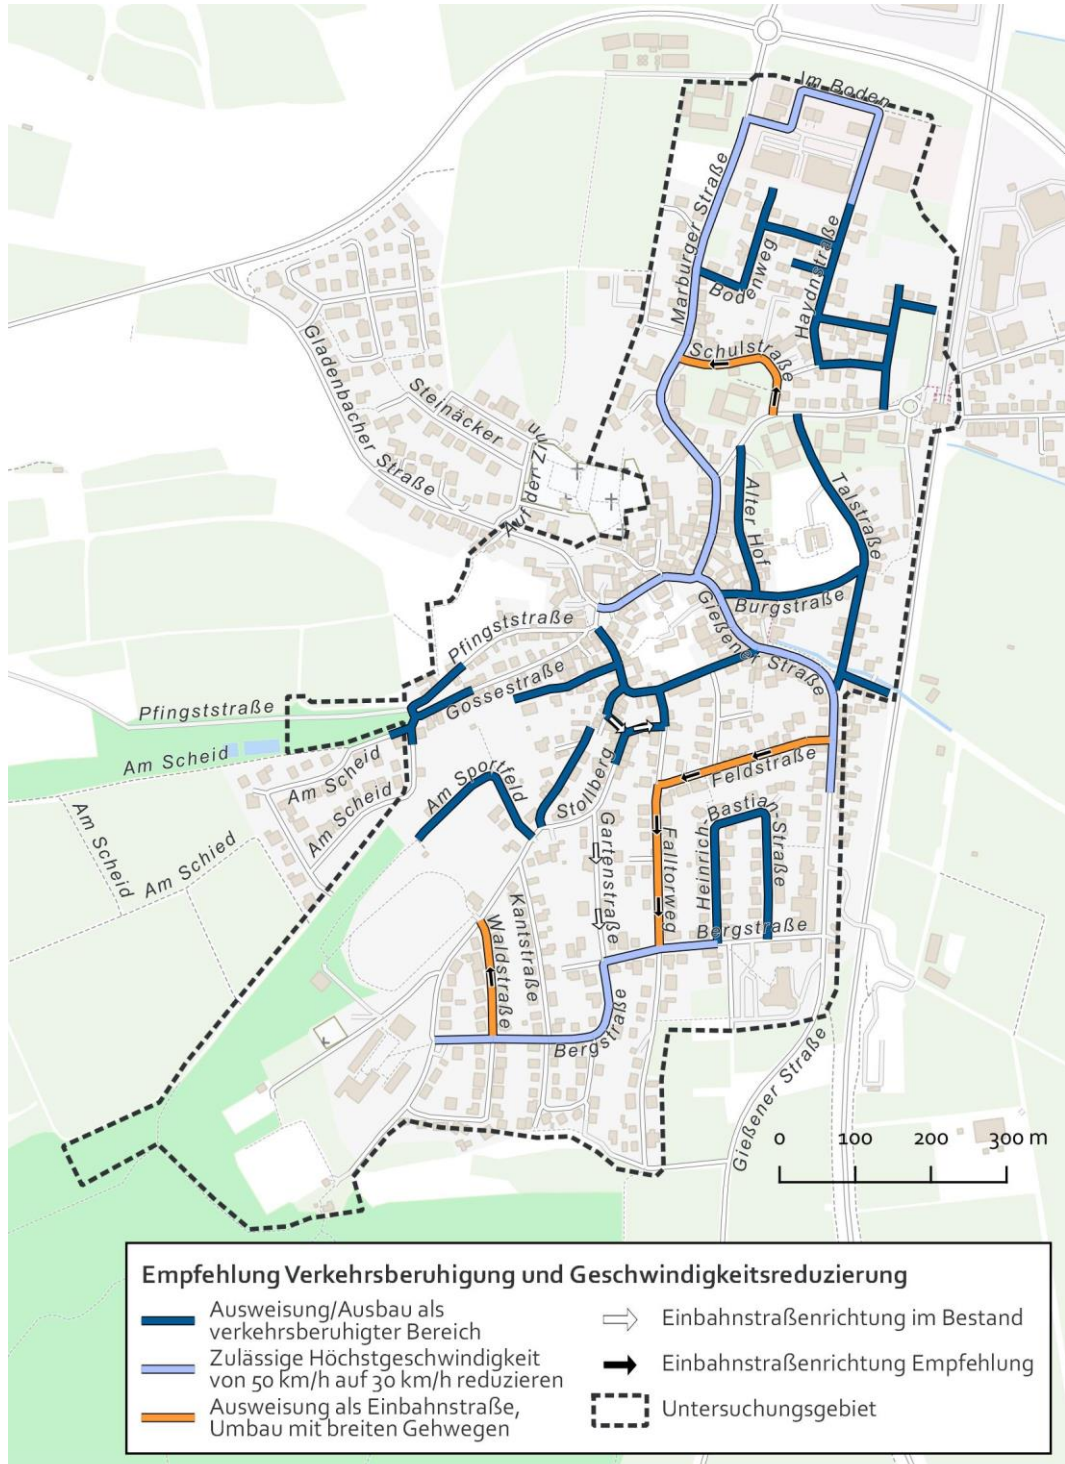 Im Boden
Marburger Straße
Haydnstraße
Bodenweg
Schulstraße
Gladenbacher Straße
Steinäcker
Auf der Ziunn
Alter Hof
Talstraße
Burgstraße
Gießener Straße
Pfingststraße
Gossestraße
Pfingststraße
Am Scheid
Am Scheid
Am Scheid
Am Scheid
Am Schied
Am Sportfeld
Stollberg
Feldstraße
Gartenstraße
Falltorweg
Heinrich-Bastian-Straße
Bergstraße
Kantstraße
Waldstraße
Bergstraße
Gießener Straße
0 100 200 300 m
Empfehlung Verkehrsberuhigung und Geschwindigkeitsreduzierung
Ausweisung/Ausbau als
verkehrsberuhigter Bereich
Zulässige Höchstgeschwindigkeit
von 50 km/h auf 30 km/h reduzieren
Ausweisung als Einbahnstraße,
Umbau mit breiten Gehwegen
Einbahnstraßenrichtung im Bestand
Einbahnstraßenrichtung Empfehlung
Untersuchungsgebiet